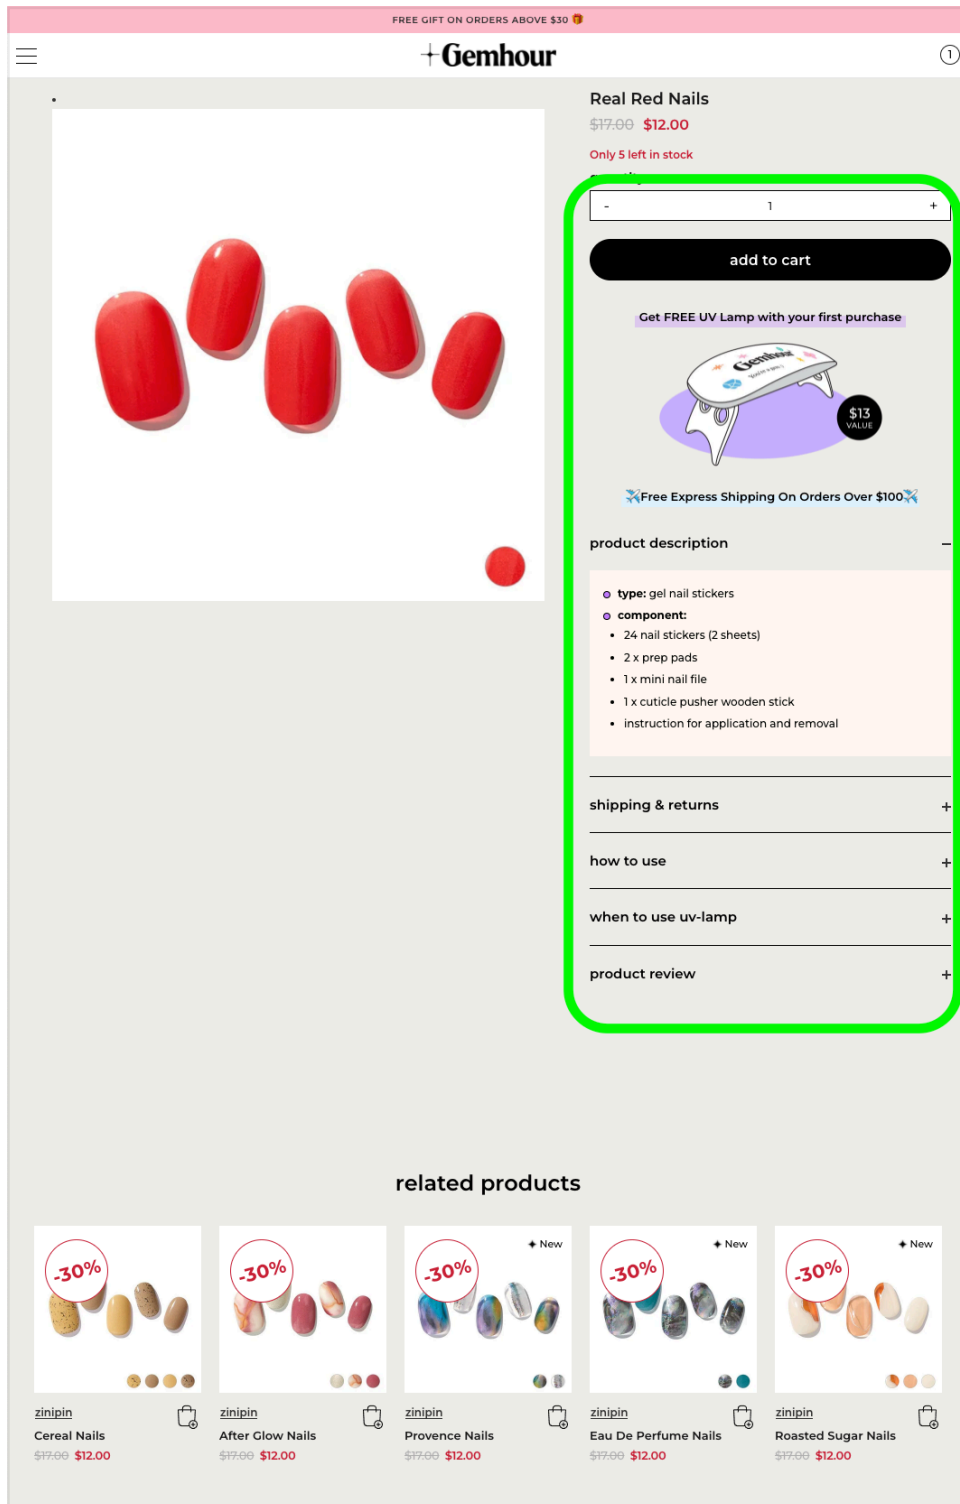 FREE GIFT ON ORDERS ABOVE $30 🎁
Gemhour
1
Real Red Nails
$17.00 $12.00
Only 5 left in stock
- 1 +
add to cart
Get FREE UV Lamp with your first purchase
Gemhour
$13
VALUE
✈️Free Express Shipping On Orders Over $100✈️
product description −
type: gel nail stickers
component:
• 24 nail stickers (2 sheets)
• 2 x prep pads
• 1 x mini nail file
• 1 x cuticle pusher wooden stick
• instruction for application and removal
shipping & returns +
how to use +
when to use uv-lamp +
product review +
related products
-30%
-30%
-30% New
-30% New
-30% New
zinipin
Cereal Nails
$17.00 $12.00
zinipin
After Glow Nails
$17.00 $12.00
zinipin
Provence Nails
$17.00 $12.00
zinipin
Eau De Perfume Nails
$17.00 $12.00
zinipin
Roasted Sugar Nails
$17.00 $12.00